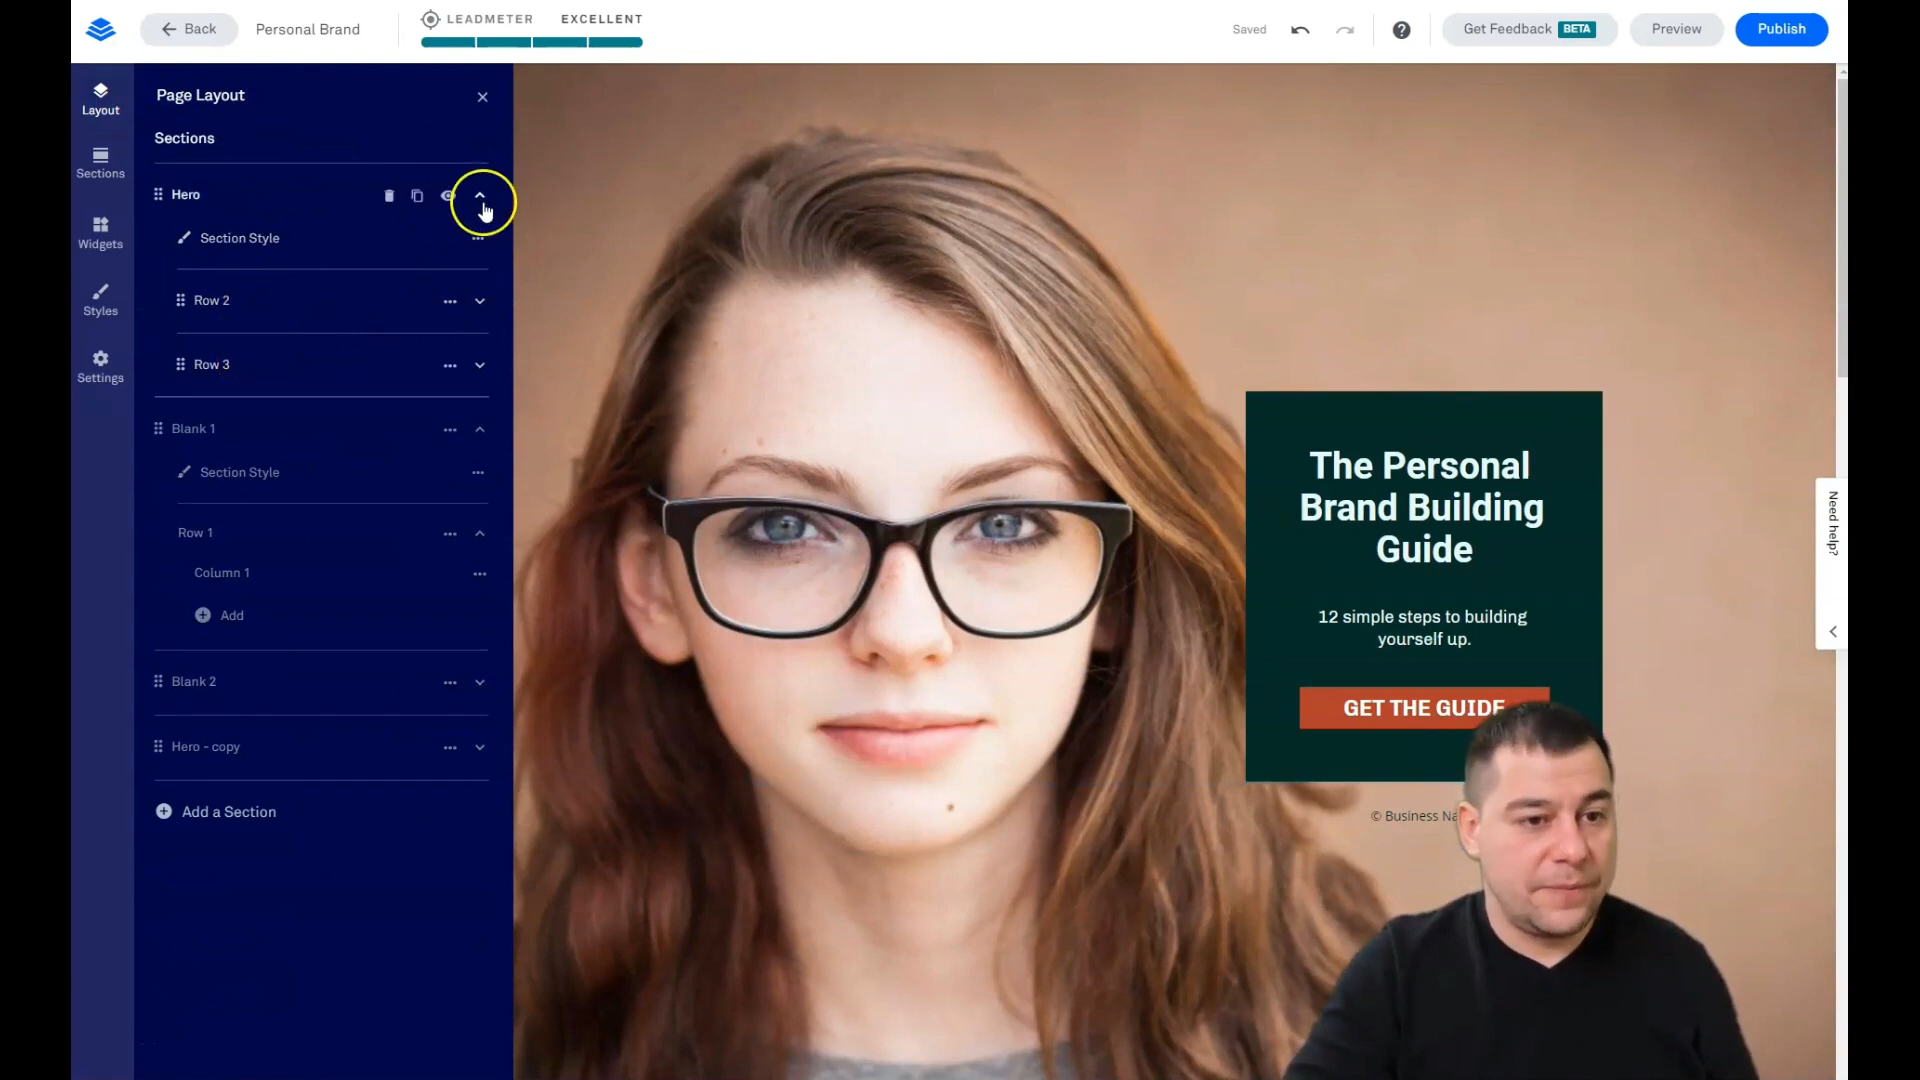 Back
Personal Brand
LEADMETER EXCELLENT
Saved
Get Feedback BETA
Preview
Publish
Layout
Sections
Widgets
Styles
Settings
Page Layout
Sections
Hero
Section Style
Row 2
Row 3
Blank 1
Section Style
Row 1
Column 1
Add
Blank 2
Hero - copy
Add a Section
The Personal
Brand Building
Guide
12 simple steps to building
yourself up.
GET THE GUIDE
© Business
Need help?